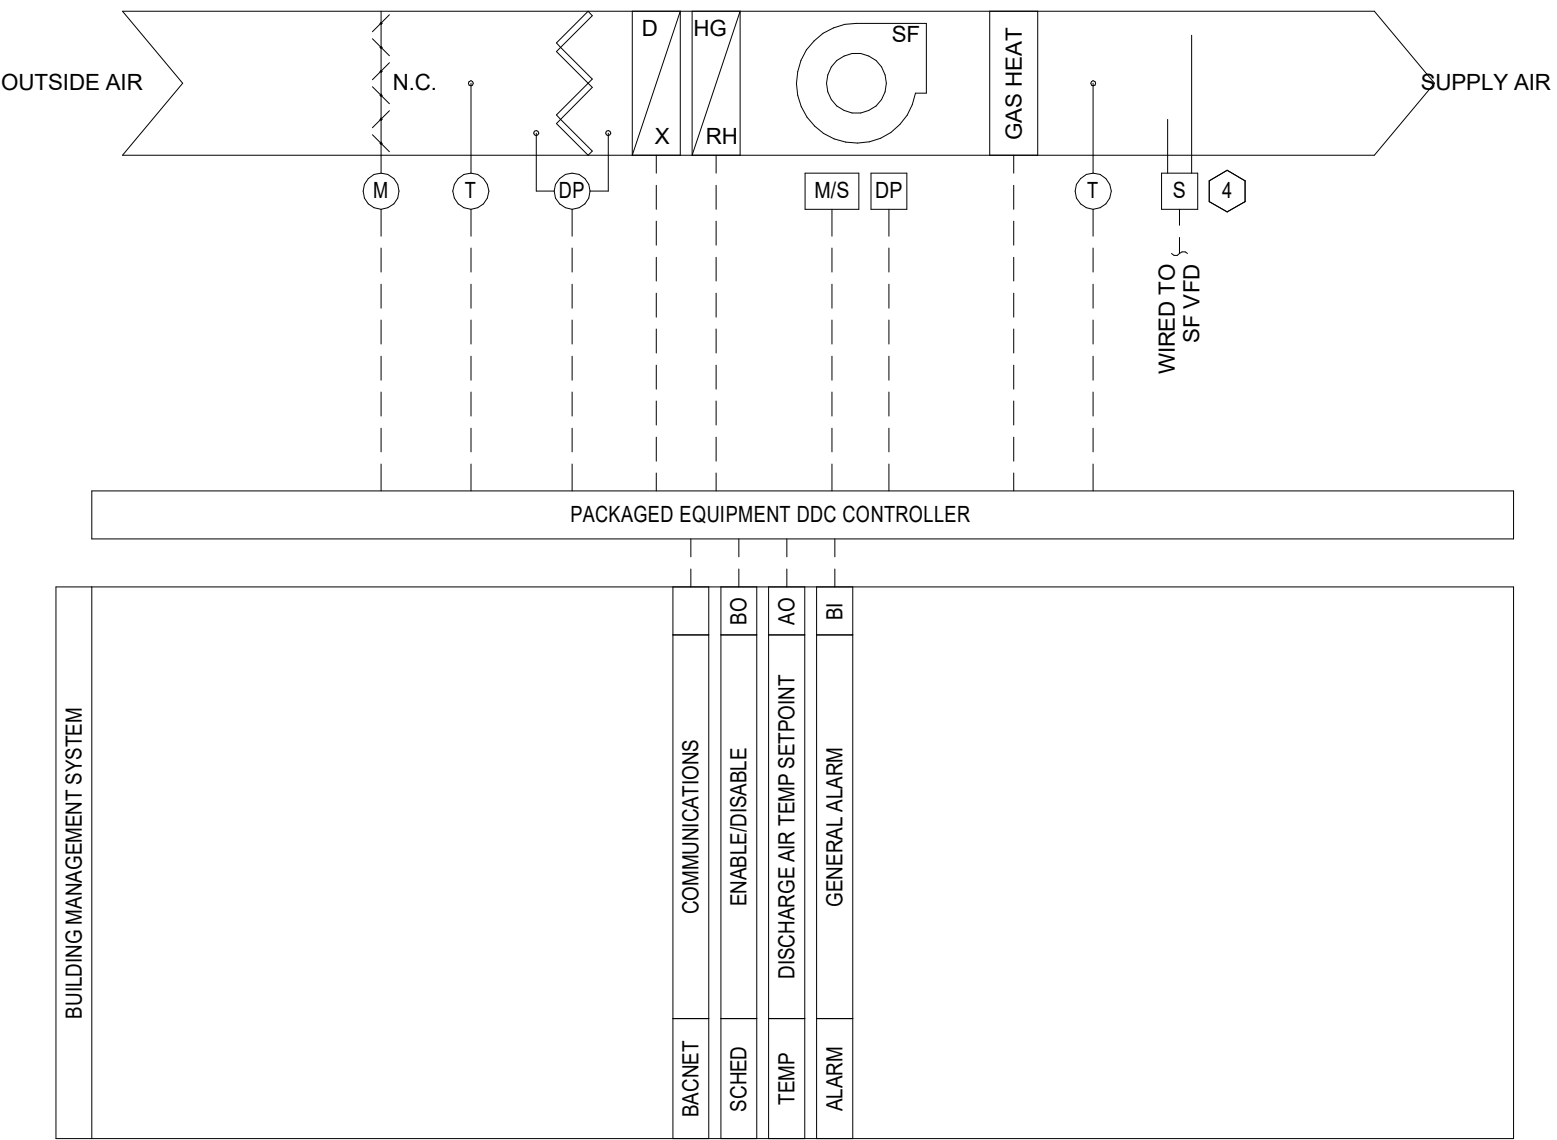 D
HG
SF
GAS HEAT
OUTSIDE AIR
N.C.
SUPPLY AIR
X
RH
M
T
DP
M/S
DP
T
S
4
WIRED TO
SF VFD
PACKAGED EQUIPMENT DDC CONTROLLER
BUILDING MANAGEMENT SYSTEM
BO
AO
BI
COMMUNICATIONS
ENABLE/DISABLE
DISCHARGE AIR TEMP SETPOINT
GENERAL ALARM
BACNET
SCHED
TEMP
ALARM